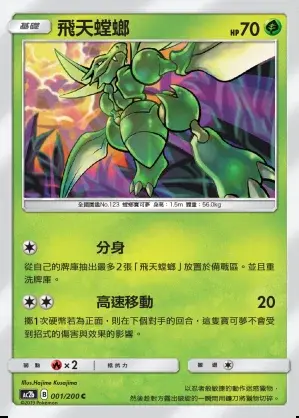 基礎
飛天螳螂
HP70
全國圖鑑No.123 螳螂寶可夢 身高：1.5m 體重：56.0kg
分身
從自己的牌庫抽出最多2張「飛天螳螂」放置於備戰區。並且重洗牌庫。
高速移動 20
擲1次硬幣若為正面，則在下個對手的回合，這隻寶可夢不會受到招式的傷害與效果的影響。
弱點 ×2 抵抗力 撤退
Illus.Hajime Kusajima
AC2b B 001/200 C
©2019 Pokémon
以忍者般敏捷的動作迷惑獵物，
然後趁對方露出破綻的一瞬間用鐮刀將獵物切碎。